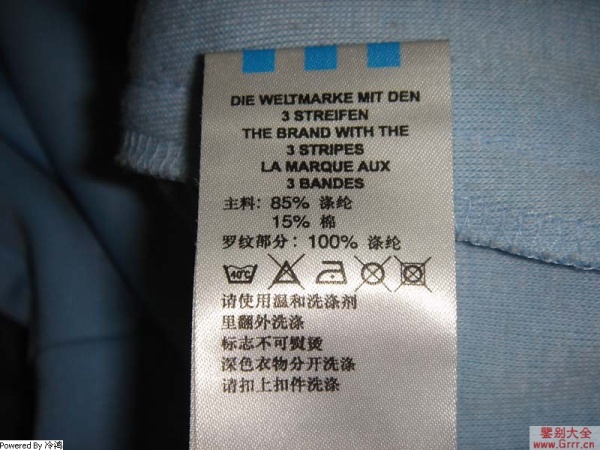 DIE WELTMARKE MIT DEN
3 STREIFEN
THE BRAND WITH THE
3 STRIPES
LA MARQUE AUX
3 BANDES
主料: 85% 涤纶
15% 棉
罗纹部分: 100% 涤纶
40℃
请使用温和洗涤剂
里翻外洗涤
标志不可熨烫
深色衣物分开洗涤
请扣上扣件洗涤
鉴别大全
www.Grrr.cn
Powered By 冷鸿